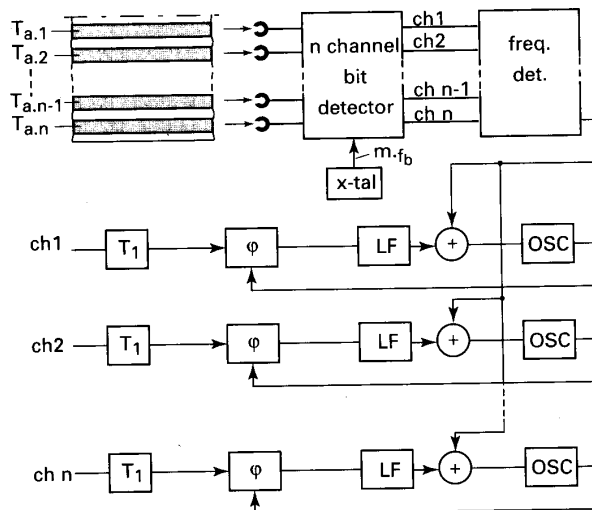 Ta.1
Ta.2
Ta.n-1
Ta.n
n channel
bit
detector
ch1
ch2
ch n-1
ch n
freq.
det.
m.fb
x-tal
ch1 T1 φ LF + OSC
ch2 T1 φ LF + OSC
ch n T1 φ LF + OSC